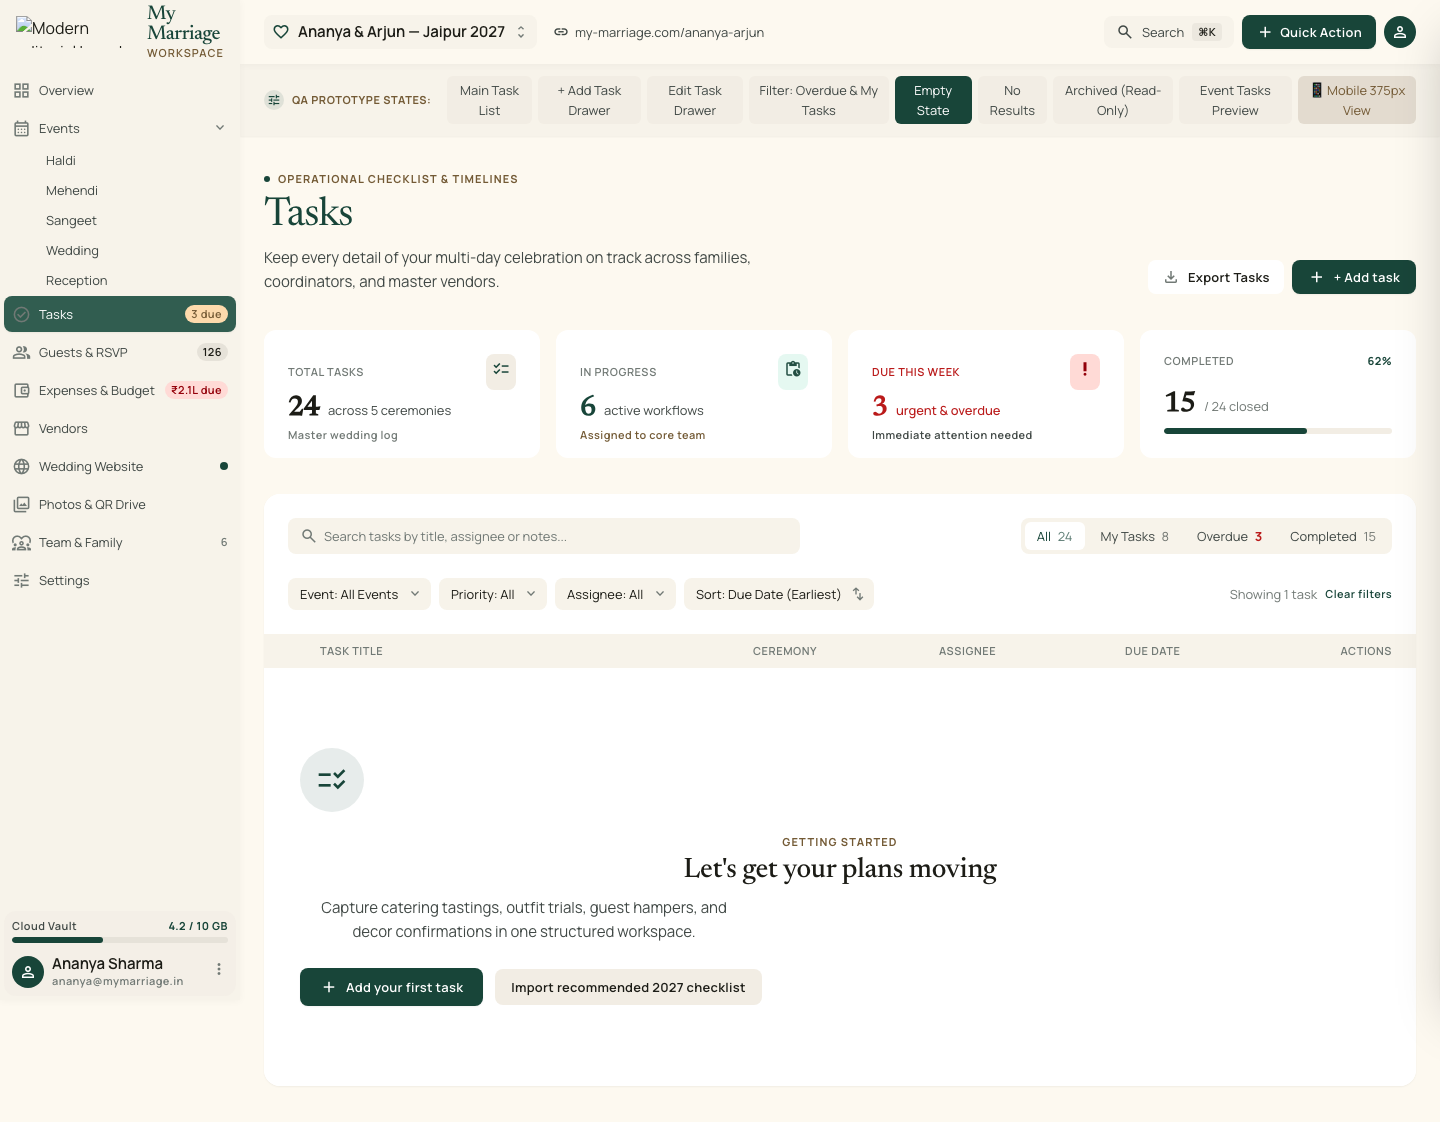 Modern
My
Marriage
WORKSPACE
Overview
Events
Haldi
Mehendi
Sangeet
Wedding
Reception
Tasks
3 due
Guests & RSVP
126
Expenses & Budget
₹2.1L due
Vendors
Wedding Website
Photos & QR Drive
Team & Family
6
Settings
Cloud Vault
4.2 / 10 GB
Ananya Sharma
ananya@mymarriage.in
Ananya & Arjun — Jaipur 2027
my-marriage.com/ananya-arjun
Search
⌘K
Quick Action
QA PROTOTYPE STATES:
Main Task
List
+ Add Task
Drawer
Edit Task
Drawer
Filter: Overdue & My
Tasks
Empty
State
No
Results
Archived (Read-
Only)
Event Tasks
Preview
📱 Mobile 375px
View
OPERATIONAL CHECKLIST & TIMELINES
Tasks
Keep every detail of your multi-day celebration on track across families,
coordinators, and master vendors.
Export Tasks
+ Add task
TOTAL TASKS
24 across 5 ceremonies
Master wedding log
IN PROGRESS
6 active workflows
Assigned to core team
DUE THIS WEEK
3 urgent & overdue
Immediate attention needed
COMPLETED
62%
15 / 24 closed
Search tasks by title, assignee or notes...
All 24
My Tasks 8
Overdue 3
Completed 15
Event: All Events
Priority: All
Assignee: All
Sort: Due Date (Earliest)
Showing 1 task
Clear filters
TASK TITLE
CEREMONY
ASSIGNEE
DUE DATE
ACTIONS
GETTING STARTED
Let's get your plans moving
Capture catering tastings, outfit trials, guest hampers, and
decor confirmations in one structured workspace.
Add your first task
Import recommended 2027 checklist